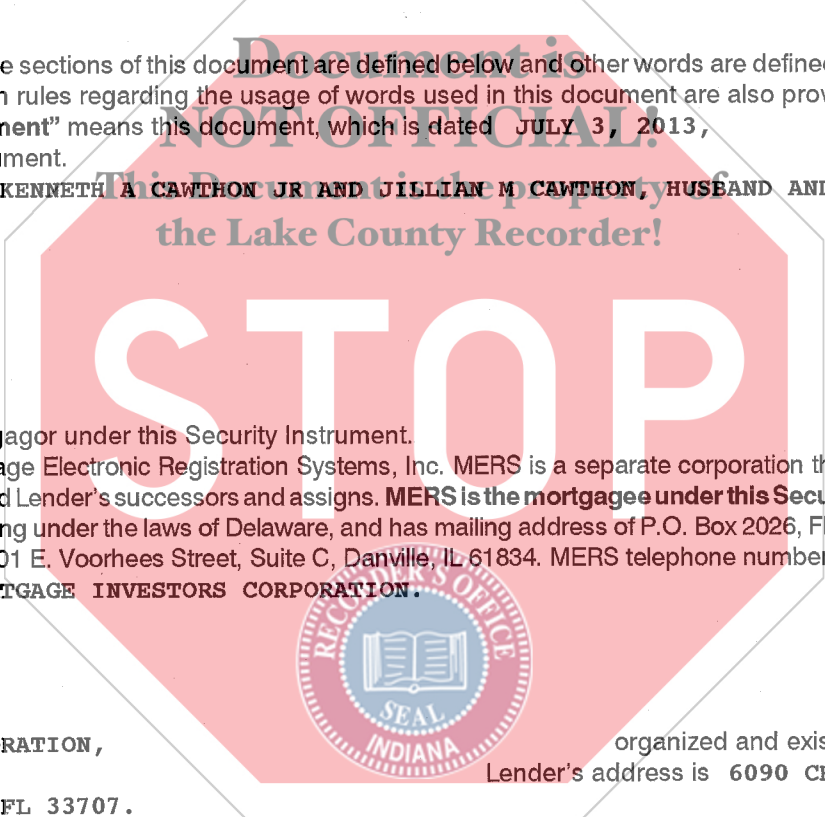 Document is
NOT OFFICIAL!
This Document is the property of
the Lake County Recorder!
STOP
e sections of this document are defined below and other words are define
rules regarding the usage of words used in this document are also prov
nent" means this document, which is dated JULY 3, 2013,
ument.
KENNETH A CAWTHON JR AND JILLIAN M CAWTHON, HUSBAND AND
gagor under this Security Instrument.
age Electronic Registration Systems, Inc. MERS is a separate corporation th
d Lender's successors and assigns. MERS is the mortgagee under this Secu
ng under the laws of Delaware, and has mailing address of P.O. Box 2026, Fl
01 E. Voorhees Street, Suite C, Danville, IL 61834. MERS telephone number
TGAGE INVESTORS CORPORATION.
RECORDER'S OFFICE
SEAL
INDIANA
RATION, organized and exis
Lender's address is 6090 CE
FL 33707.